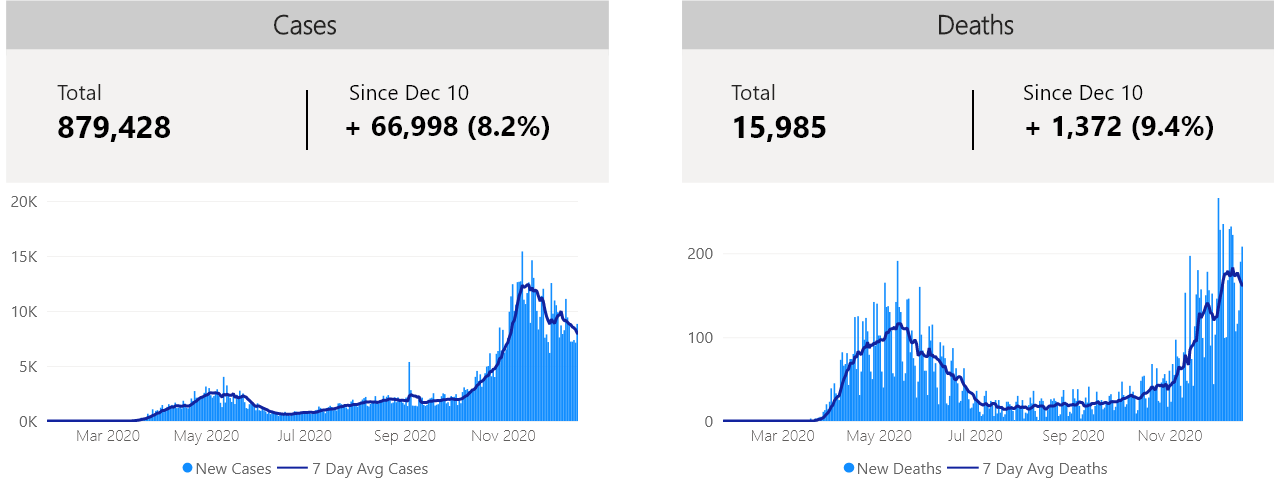 Cases
Total
879,428
Since Dec 10
+ 66,998 (8.2%)
20K
15K
10K
5K
0K
Mar 2020 May 2020 Jul 2020 Sep 2020 Nov 2020
New Cases 7 Day Avg Cases
Deaths
Total
15,985
Since Dec 10
+ 1,372 (9.4%)
200
100
0
Mar 2020 May 2020 Jul 2020 Sep 2020 Nov 2020
New Deaths 7 Day Avg Deaths